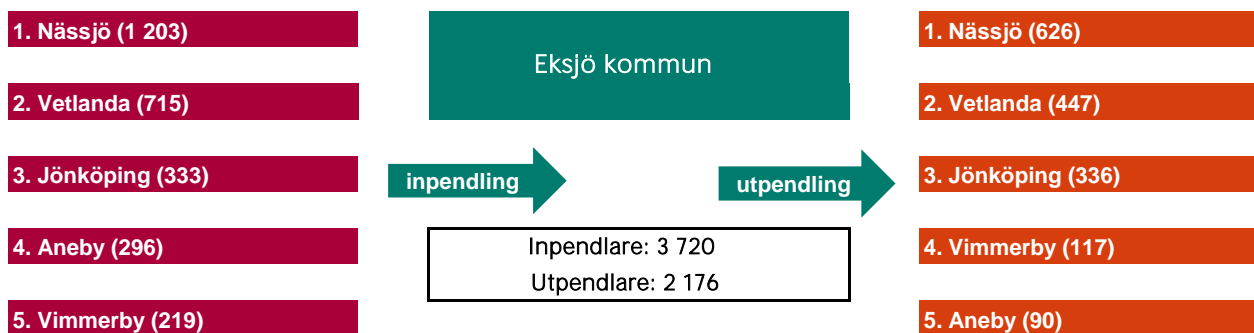 1. Nässjö (1 203)
2. Vetlanda (715)
3. Jönköping (333)
4. Aneby (296)
5. Vimmerby (219)
Eksjö kommun
inpendling
utpendling
Inpendlare: 3 720
Utpendlare: 2 176
1. Nässjö (626)
2. Vetlanda (447)
3. Jönköping (336)
4. Vimmerby (117)
5. Aneby (90)